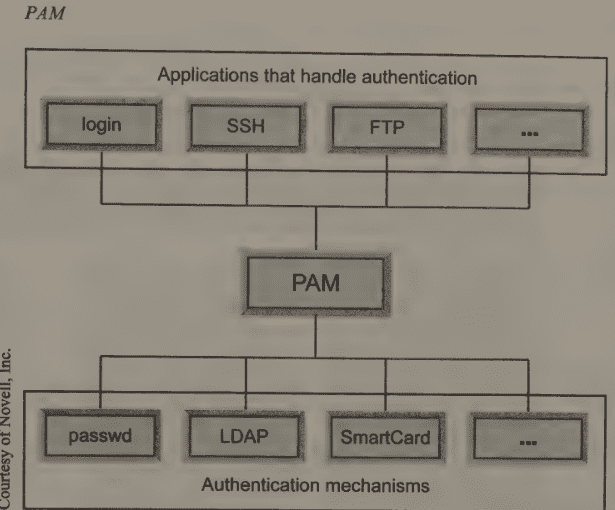 PAM
Applications that handle authentication
login
SSH
FTP
...
PAM
passwd
LDAP
SmartCard
...
Authentication mechanisms
Courtesy of Novell, Inc.